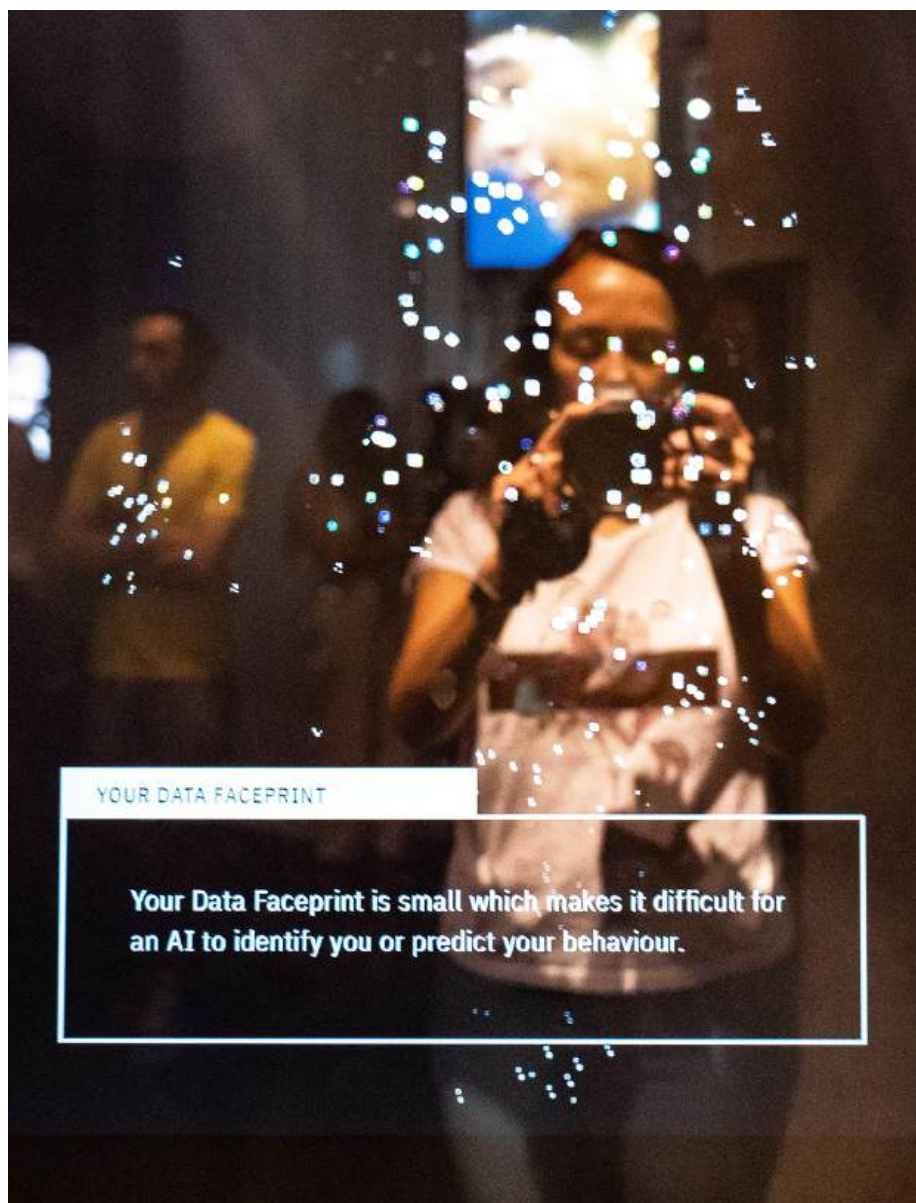 YOUR DATA FACEPRINT
Your Data Faceprint is small which makes it difficult for
an AI to identify you or predict your behaviour.